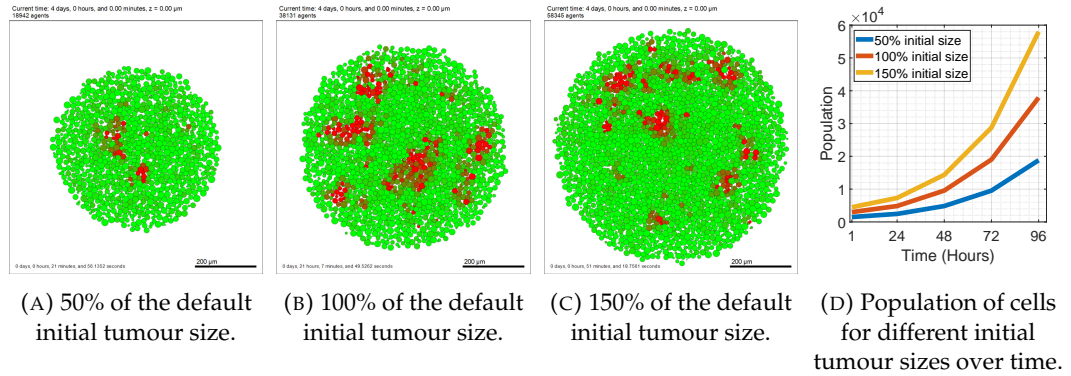 Current time: 4 days, 0 hours, and 0.00 minutes, z = 0.00 μm
18942 agents
0 days, 0 hours, 21 minutes, and 56.1352 seconds
200 μm
(A) 50% of the default
initial tumour size.
Current time: 4 days, 0 hours, and 0.00 minutes, z = 0.00 μm
38131 agents
0 days, 21 hours, 7 minutes, and 49.5262 seconds
200 μm
(B) 100% of the default
initial tumour size.
Current time: 4 days, 0 hours, and 0.00 minutes, z = 0.00 μm
58345 agents
0 days, 0 hours, 51 minutes, and 18.7561 seconds
200 μm
(C) 150% of the default
initial tumour size.
×10⁴
6
5
4
3
2
1
0
Population
50% initial size
100% initial size
150% initial size
1 24 48 72 96
Time (Hours)
(D) Population of cells
for different initial
tumour sizes over time.